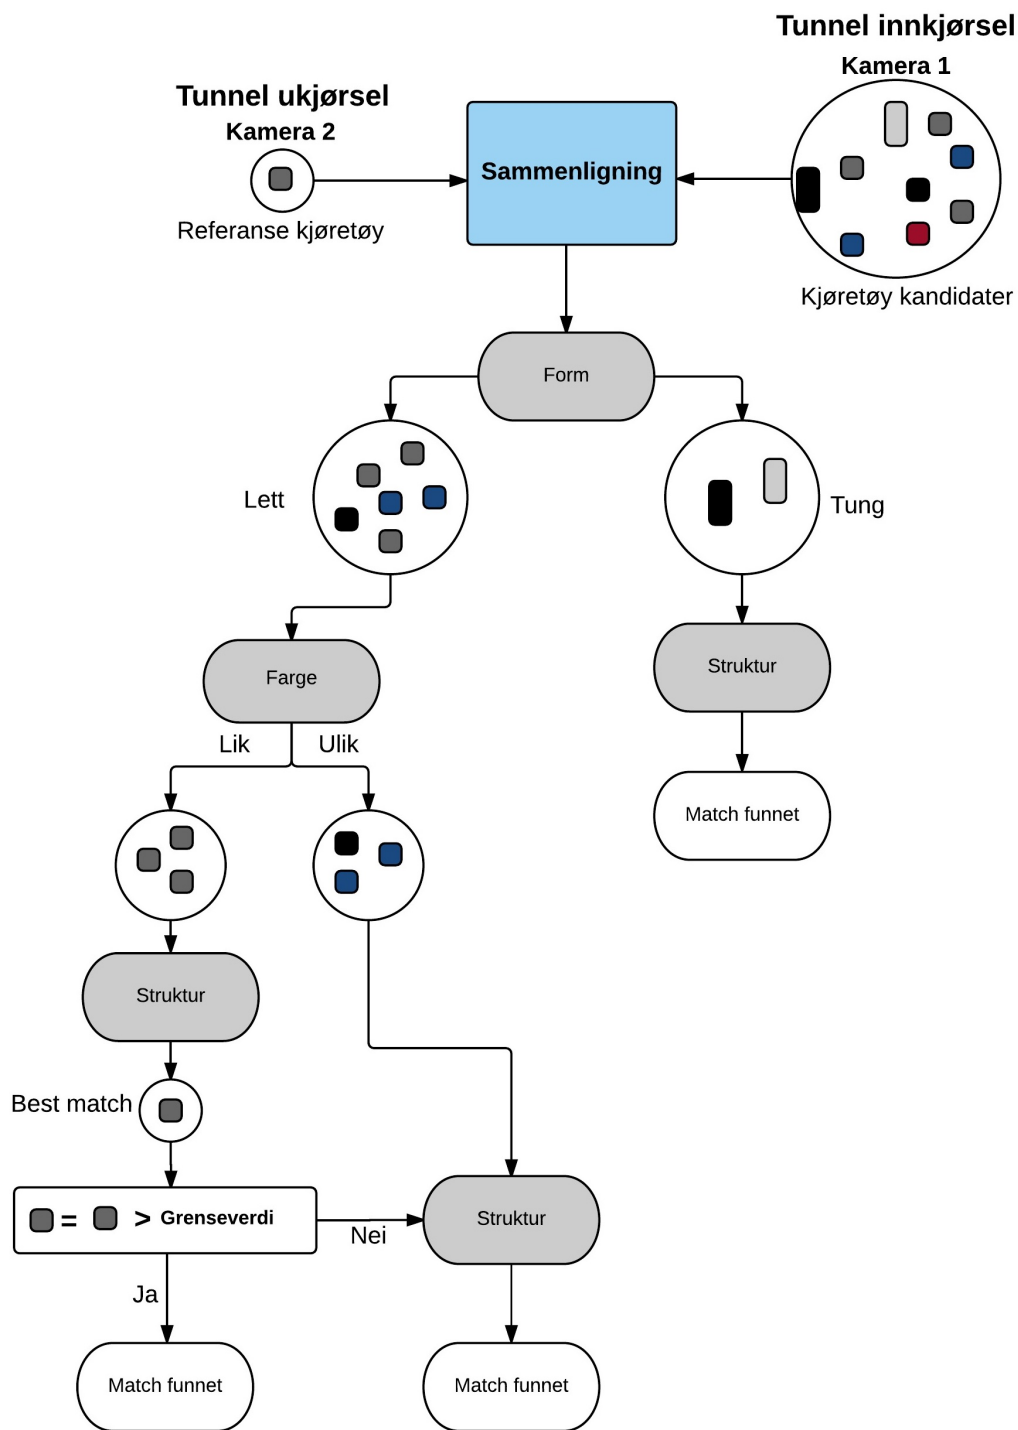 Tunnel innkjørsel
Kamera 1
Tunnel ukjørsel
Kamera 2
Sammenligning
Referanse kjøretøy
Kjøretøy kandidater
Form
Lett
Tung
Farge
Struktur
Lik
Ulik
Match funnet
Struktur
Best match
= > Grenseverdi
Nei
Struktur
Ja
Match funnet
Match funnet